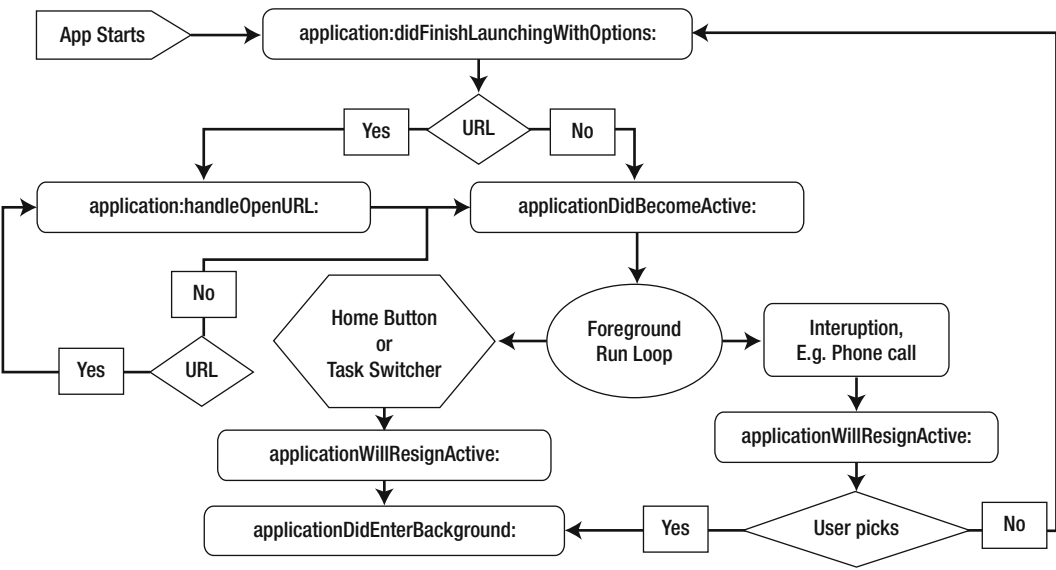 App Starts
application:didFinishLaunchingWithOptions:
Yes
URL
No
application:handleOpenURL:
applicationDidBecomeActive:
No
Home Button
or
Task Switcher
Foreground
Run Loop
Interuption,
E.g. Phone call
Yes
URL
applicationWillResignActive:
applicationWillResignActive:
applicationDidEnterBackground:
Yes
User picks
No